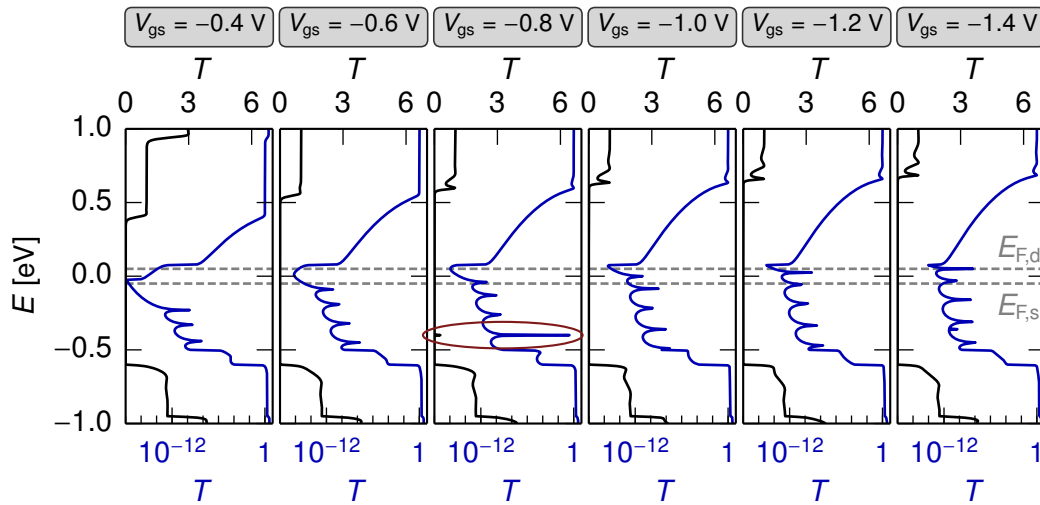 V_gs = −0.4 V V_gs = −0.6 V V_gs = −0.8 V V_gs = −1.0 V V_gs = −1.2 V V_gs = −1.4 V
T T T T T T
0 3 6 0 3 6 0 3 6 0 3 6 0 3 6 0 3 6
1.0
0.5
E_F,d
0.0
E [eV]
E_F,s
−0.5
−1.0
10^−12 1 10^−12 1 10^−12 1 10^−12 1 10^−12 1 10^−12 1
T T T T T T